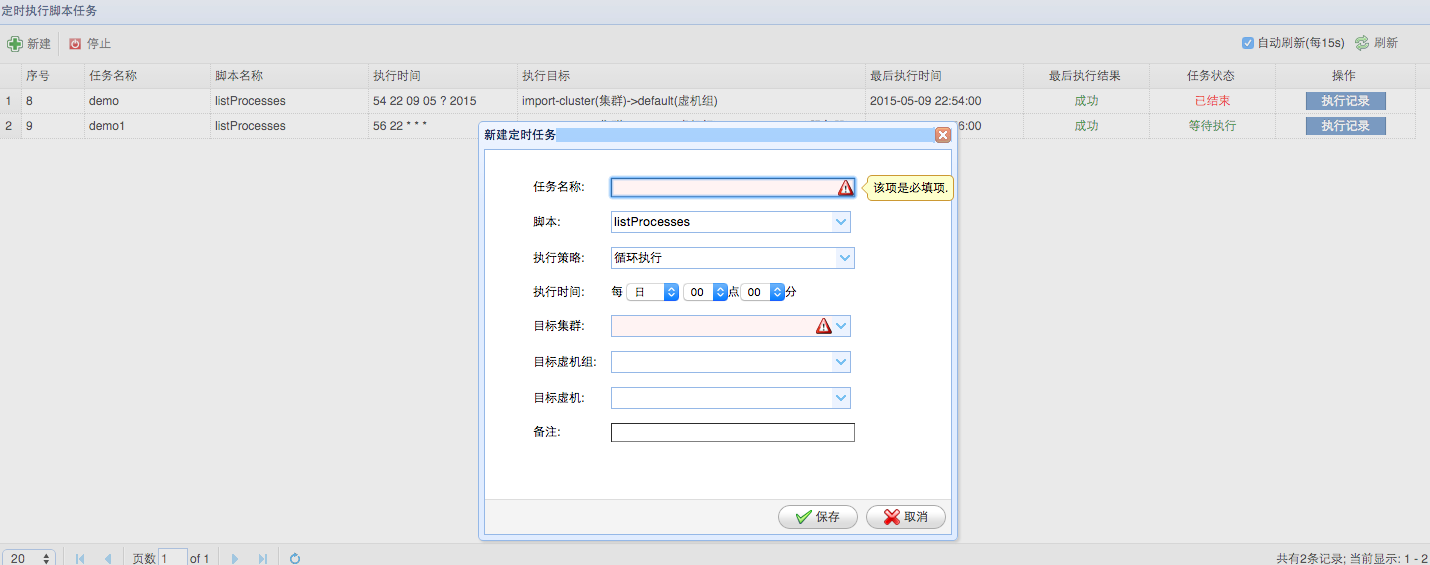 定时执行脚本任务
新建 停止 自动刷新(每15s) 刷新
序号 任务名称 脚本名称 执行时间 执行目标 最后执行时间 最后执行结果 任务状态 操作
1 8 demo listProcesses 54 22 09 05 ? 2015 import-cluster(集群)->default(虚机组) 2015-05-09 22:54:00 成功 已结束 执行记录
2 9 demo1 listProcesses 56 22 * * * 6:00 成功 等待执行 执行记录
新建定时任务
任务名称: 该项是必填项.
脚本: listProcesses
执行策略: 循环执行
执行时间: 每 日 00 点 00 分
目标集群:
目标虚机组:
目标虚机:
备注:
保存 取消
20 页数 1 of 1 共有2条记录; 当前显示: 1 - 2